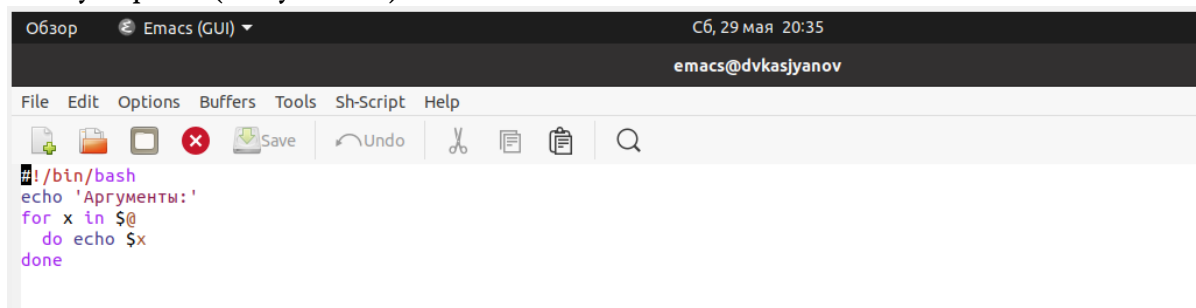 Обзор Emacs (GUI) Сб, 29 мая 20:35
emacs@dvkasjyanov
File Edit Options Buffers Tools Sh-Script Help
Save Undo
#!/bin/bash
echo 'Аргументы:'
for x in $@
  do echo $x
done